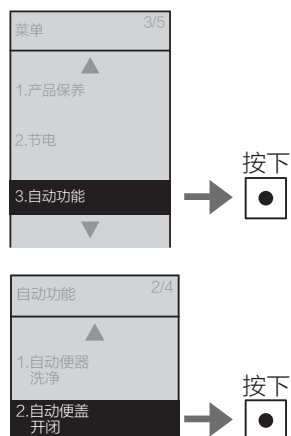 菜单 3/5
1.产品保养
2.节电
3.自动功能
按下
自动功能 2/4
1.自动便器
洗净
2.自动便盖
开闭
按下